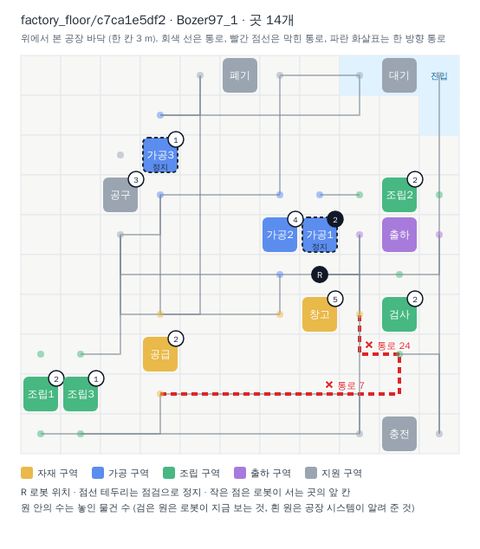 factory_floor/c7ca1e5df2 · Bozer97_1 · 곳 14개
위에서 본 공장 바닥 (한 칸 3 m). 회색 선은 통로, 빨간 점선은 막힌 통로, 파란 화살표는 한 방향 통로
폐기
대기
진입
1
가공3
정지
3
공구
2
조립2
4
가공2
2
가공1
정지
출하
R
5
창고
2
검사
✕ 통로 24
2
공급
✕ 통로 7
2
조립1
1
조립3
충전
자재 구역
가공 구역
조립 구역
출하 구역
지원 구역
R 로봇 위치 · 점선 테두리는 점검으로 정지 · 작은 점은 로봇이 서는 곳의 앞 칸
원 안의 수는 놓인 물건 수 (검은 원은 로봇이 지금 보는 것, 흰 원은 공장 시스템이 알려 준 것)